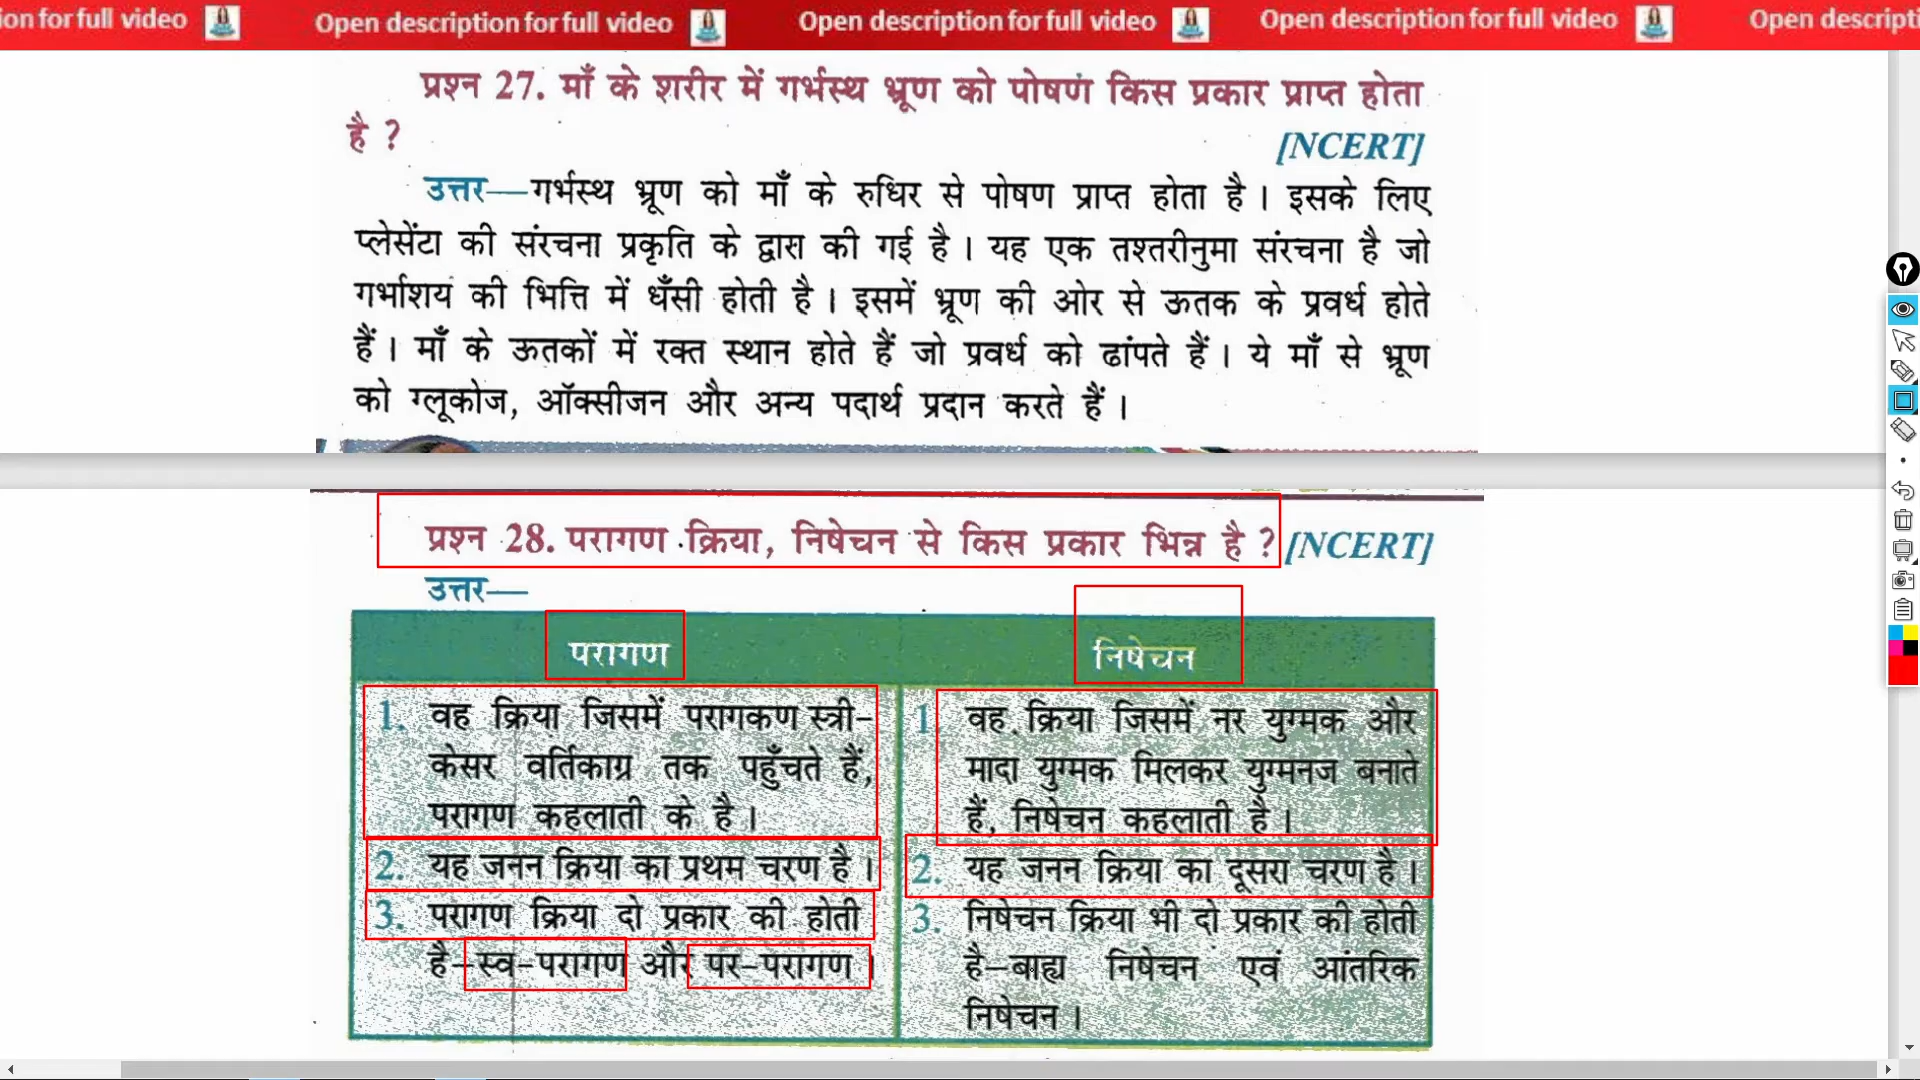 ion for full video Open description for full video Open description for full video Open description for full video Open descripti
प्रश्न 27. माँ के शरीर में गर्भस्थ भ्रूण को पोषण किस प्रकार प्राप्त होता
है ?
[NCERT]
उत्तर—गर्भस्थ भ्रूण को माँ के रुधिर से पोषण प्राप्त होता है। इसके लिए
प्लेसेंटा की संरचना प्रकृति के द्वारा की गई है। यह एक तश्तरीनुमा संरचना है जो
गर्भाशय की भित्ति में धँसी होती है। इसमें भ्रूण की ओर से ऊतक के प्रवर्ध होते
हैं। माँ के ऊतकों में रक्त स्थान होते हैं जो प्रवर्ध को ढांपते हैं। ये माँ से भ्रूण
को ग्लूकोज, ऑक्सीजन और अन्य पदार्थ प्रदान करते हैं।
प्रश्न 28. परागण क्रिया, निषेचन से किस प्रकार भिन्न है ? [NCERT]
उत्तर—
परागण
निषेचन
1. वह क्रिया जिसमें परागकण स्त्री-
केसर वर्तिकाग्र तक पहुँचते हैं,
परागण कहलाती के है।
2. यह जनन क्रिया का प्रथम चरण है।
3. परागण क्रिया दो प्रकार की होती
है—स्व-परागण और पर-परागण।
1 वह क्रिया जिसमें नर युग्मक और
मादा युग्मक मिलकर युग्मनज बनाते
हैं, निषेचन कहलाती है।
2. यह जनन क्रिया का दूसरा चरण है।
3. निषेचन क्रिया भी दो प्रकार की होती
है—बाह्य निषेचन एवं आंतरिक
निषेचन।